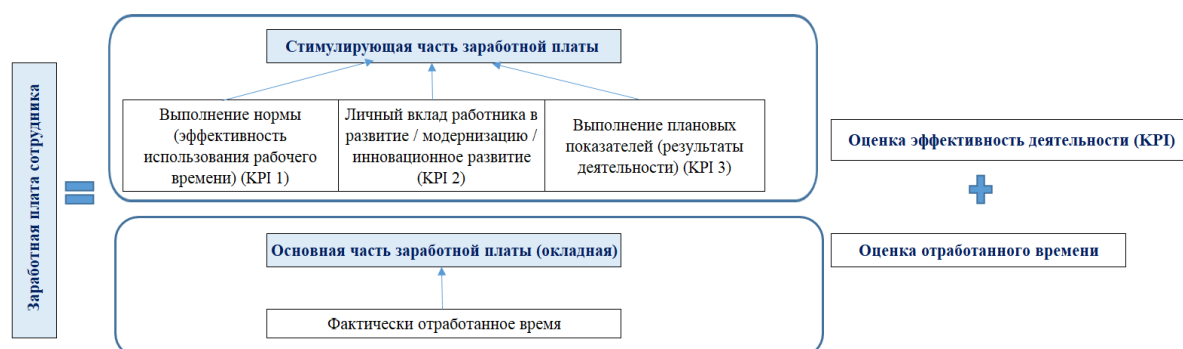 Заработная плата сотрудника
Стимулирующая часть заработной платы
Выполнение нормы
(эффективность
использования рабочего
времени) (KPI 1)
Личный вклад работника в
развитие / модернизацию /
инновационное развитие
(KPI 2)
Выполнение плановых
показателей (результаты
деятельности) (KPI 3)
Оценка эффективность деятельности (KPI)
Основная часть заработной платы (окладная)
Оценка отработанного времени
Фактически отработанное время